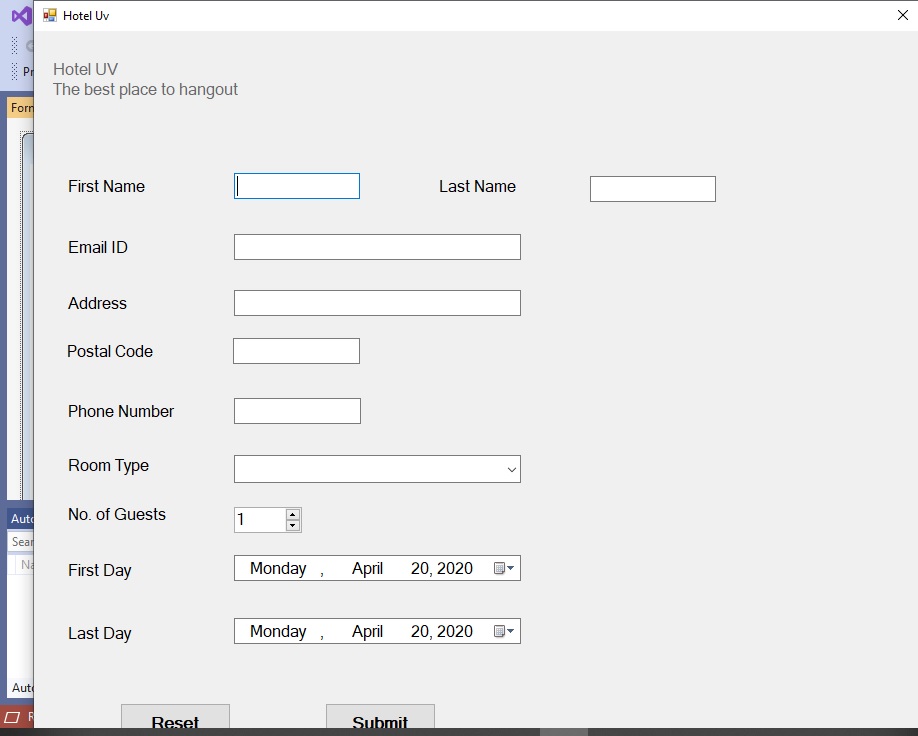 Hotel Uv
Hotel UV
The best place to hangout
First Name
Last Name
Email ID
Address
Postal Code
Phone Number
Room Type
No. of Guests
1
First Day
Monday , April 20, 2020
Last Day
Monday , April 20, 2020
Reset
Submit